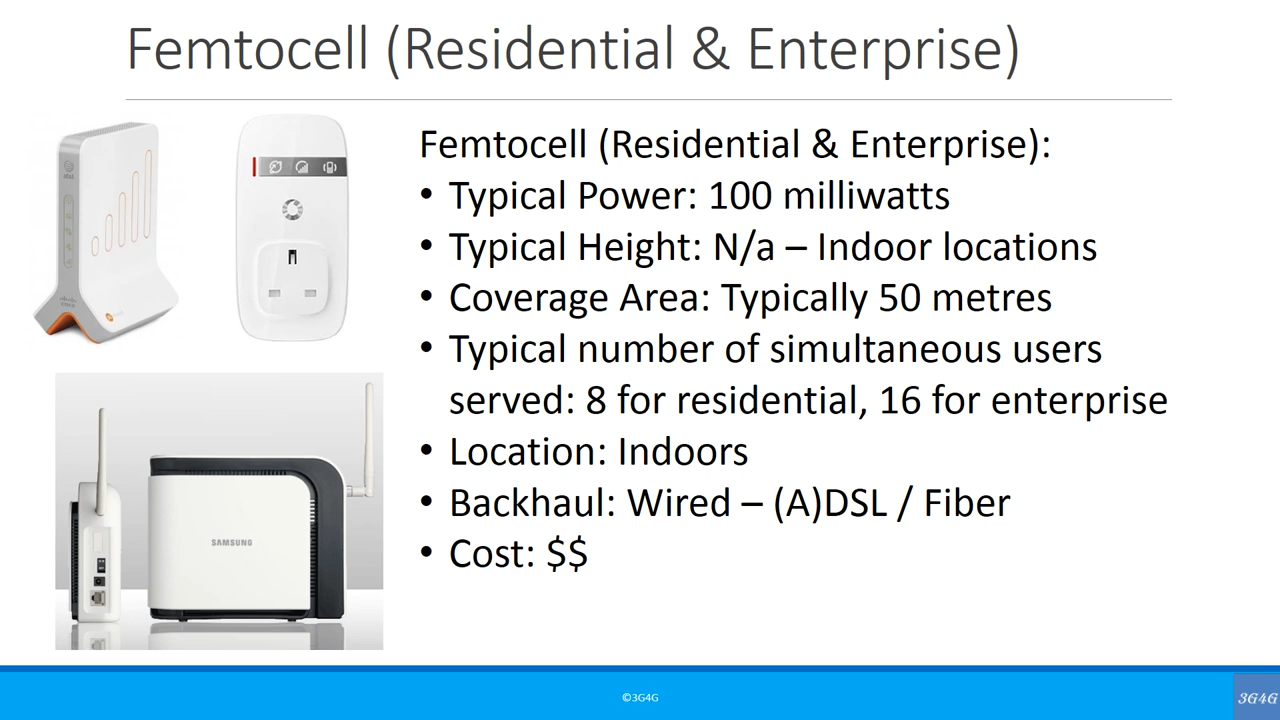 Femtocell (Residential & Enterprise)
Femtocell (Residential & Enterprise):
• Typical Power: 100 milliwatts
• Typical Height: N/a – Indoor locations
• Coverage Area: Typically 50 metres
• Typical number of simultaneous users
served: 8 for residential, 16 for enterprise
• Location: Indoors
• Backhaul: Wired – (A)DSL / Fiber
• Cost: $$
SAMSUNG
©3G4G
3G4G